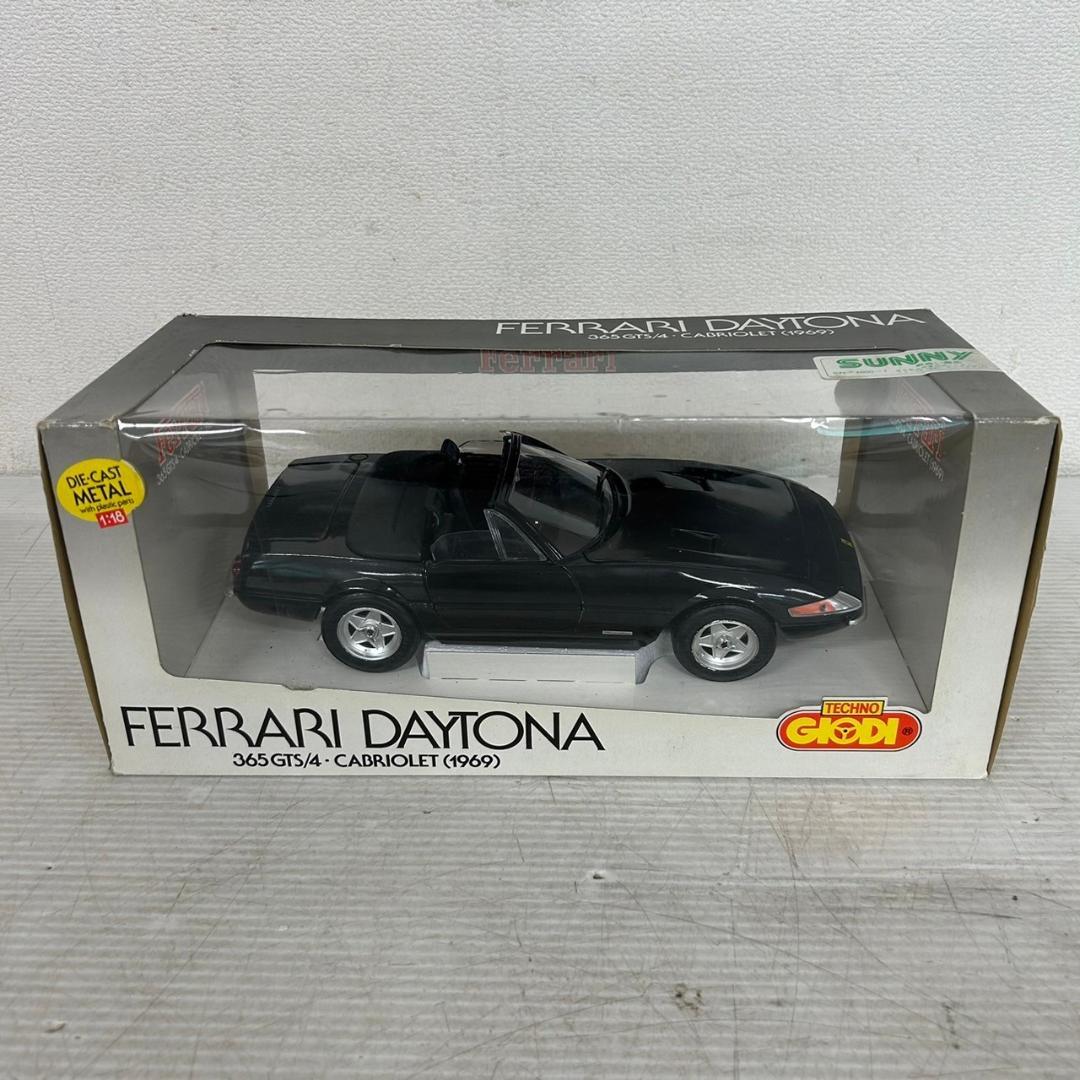 FERRARI DAYTONA
365 GTS/4 · CABRIOLET (1969)
SUNNY
Ferrari
DIE-CAST
METAL
with plastic parts
1:18
FERRARI DAYTONA
365 GTS/4 · CABRIOLET (1969)
TECHNO
GIODI®